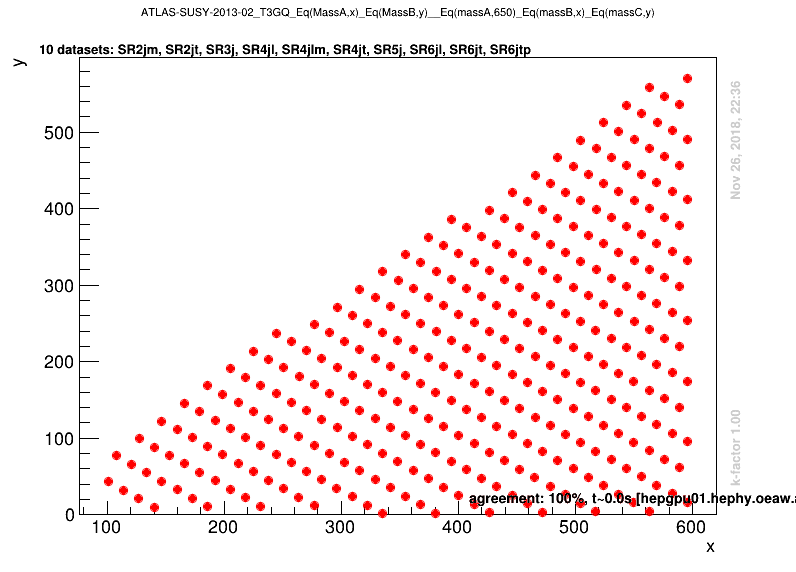 ATLAS-SUSY-2013-02_T3GQ_Eq(MassA,x)_Eq(MassB,y)__Eq(massA,650)_Eq(massB,x)_Eq(massC,y)
10 datasets: SR2jm, SR2jt, SR3j, SR4jl, SR4jlm, SR4jt, SR5j, SR6jl, SR6jt, SR6jtp
y
500
400
300
200
100
0
100 200 300 400 500 600
x
agreement: 100%, t~0.0s [hepgpu01.hephy.oeaw.a
Nov 26, 2018, 22:36
k-factor 1.00